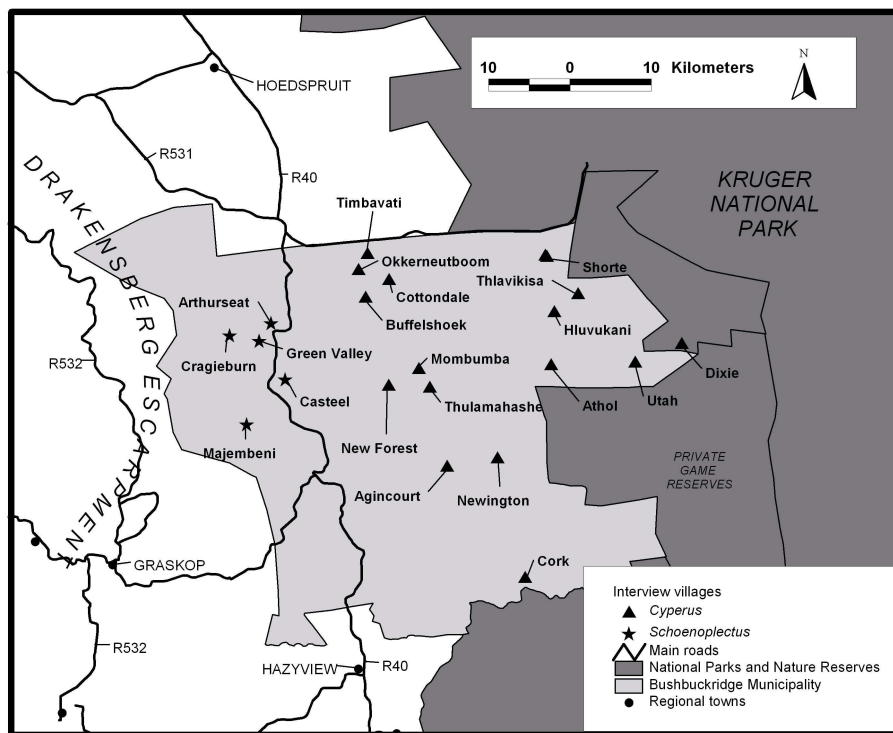 10 0 10 Kilometers
N
HOEDSPRUIT
R531
R40
DRAKENSBERG ESCARPMENT
KRUGER
NATIONAL
PARK
Timbavati
Okkerneutboom
Shorte
Thlavikisa
Cottondale
Arthurseat
Buffelshoek
Hluvukani
Green Valley
Cragieburn
Mombumba
R532
Dixie
Casteel
Thulamahashe
Athol
Utah
New Forest
Majembeni
PRIVATE
GAME
RESERVES
Agincourt
Newington
Cork
GRASKOP
R532
HAZYVIEW
R40
Interview villages
Cyperus
Schoenoplectus
Main roads
National Parks and Nature Reserves
Bushbuckridge Municipality
Regional towns